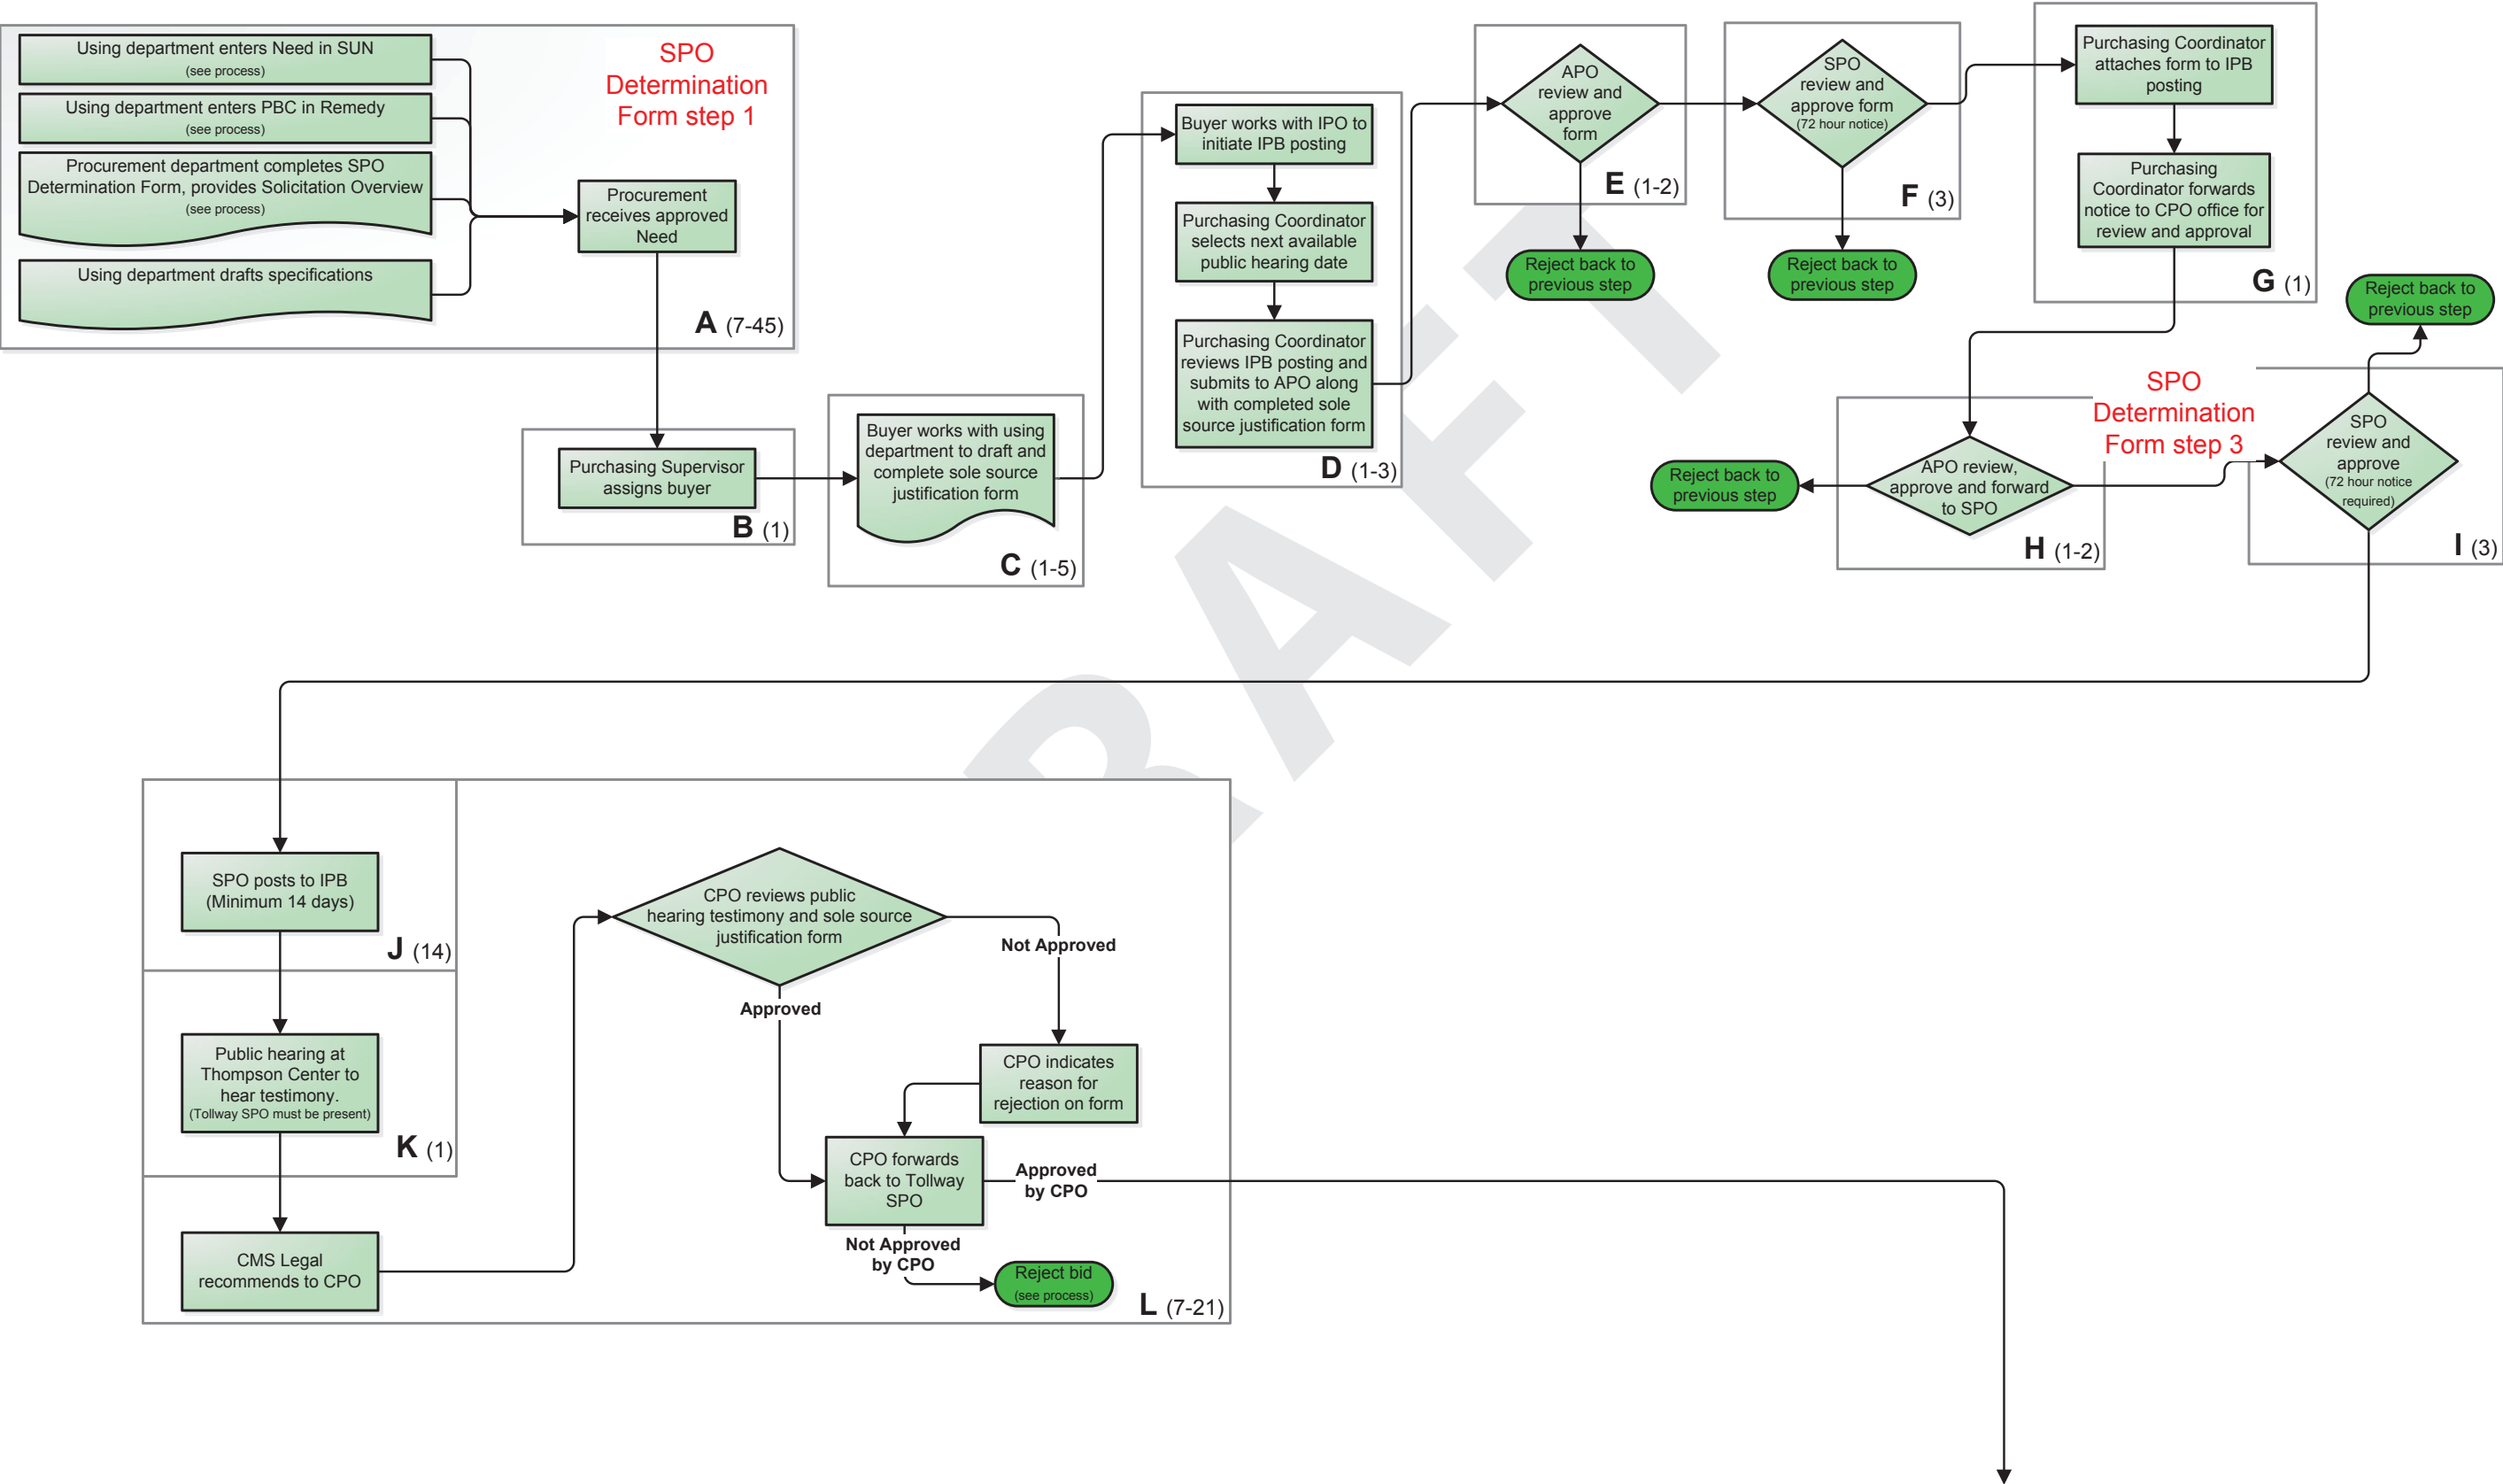 Using department enters Need in SUN
(see process)
Using department enters PBC in Remedy
(see process)
Procurement department completes SPO
Determination Form, provides Solicitation Overview
(see process)
Using department drafts specifications
SPO
Determination
Form step 1
Procurement
receives approved
Need
A (7-45)
Purchasing Supervisor
assigns buyer
B (1)
Buyer works with using
department to draft and
complete sole source
justification form
C (1-5)
Buyer works with IPO to
initiate IPB posting
Purchasing Coordinator
selects next available
public hearing date
Purchasing Coordinator
reviews IPB posting and
submits to APO along
with completed sole
source justification form
D (1-3)
APO
review and
approve
form
E (1-2)
Reject back to
previous step
SPO
review and
approve form
(72 hour notice)
F (3)
Reject back to
previous step
Purchasing Coordinator
attaches form to IPB
posting
Purchasing
Coordinator forwards
notice to CPO office for
review and approval
G (1)
Reject back to
previous step
APO review,
approve and forward
to SPO
H (1-2)
SPO
Determination
Form step 3
Reject back to
previous step
SPO
review and
approve
(72 hour notice
required)
I (3)
SPO posts to IPB
(Minimum 14 days)
J (14)
Public hearing at
Thompson Center to
hear testimony.
(Tollway SPO must be present)
K (1)
CMS Legal
recommends to CPO
CPO reviews public
hearing testimony and sole source
justification form
Not Approved
Approved
CPO indicates
reason for
rejection on form
CPO forwards
back to Tollway
SPO
Approved
by CPO
Not Approved
by CPO
Reject bid
(see process)
L (7-21)
DRAFT